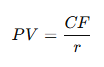 PV = CF / r